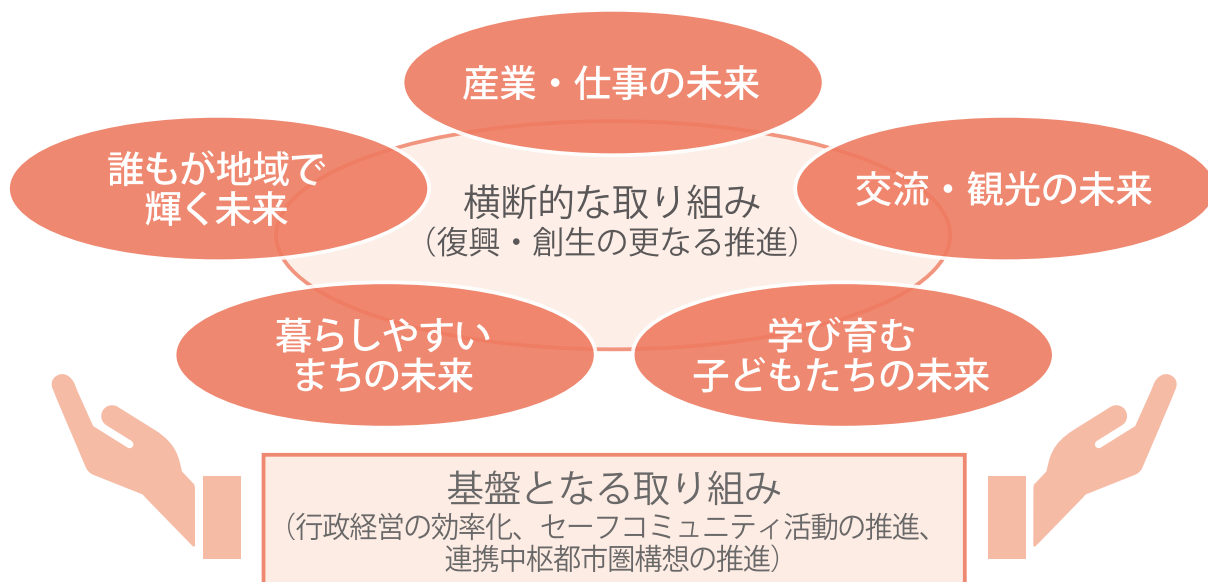 産業・仕事の未来
誰もが地域で
輝く未来
交流・観光の未来
横断的な取り組み
（復興・創生の更なる推進）
暮らしやすい
まちの未来
学び育む
子どもたちの未来
基盤となる取り組み
（行政経営の効率化、セーフコミュニティ活動の推進、
連携中枢都市圏構想の推進）